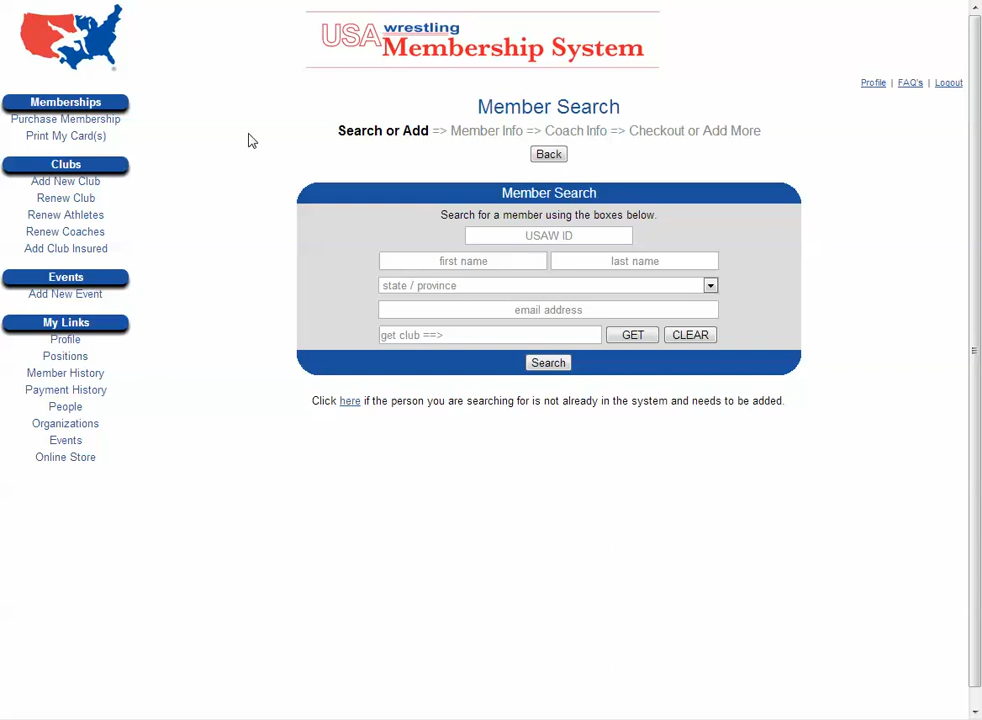 USA wrestling
Membership System
Profile | FAQ's | Logout
Memberships
Purchase Membership
Print My Card(s)
Clubs
Add New Club
Renew Club
Renew Athletes
Renew Coaches
Add Club Insured
Events
Add New Event
My Links
Profile
Positions
Member History
Payment History
People
Organizations
Events
Online Store
Member Search
Search or Add => Member Info => Coach Info => Checkout or Add More
Back
Member Search
Search for a member using the boxes below.
USAW ID
first name last name
state / province
email address
get club ==> GET CLEAR
Search
Click here if the person you are searching for is not already in the system and needs to be added.